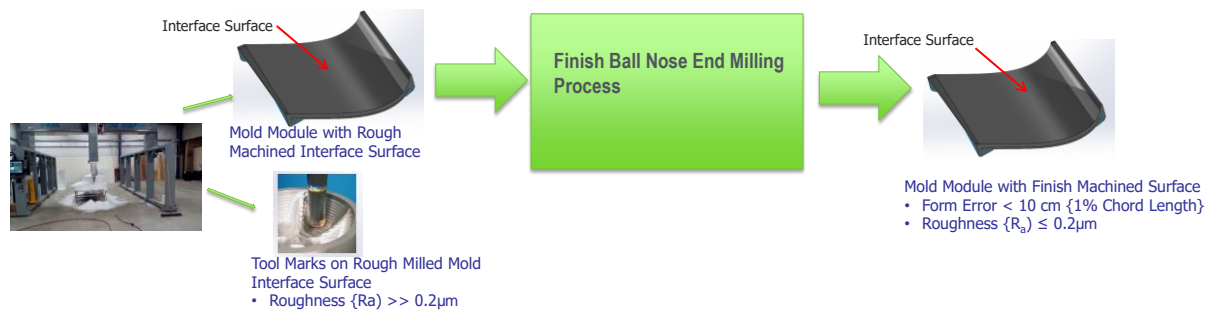 Interface Surface
Mold Module with Rough
Machined Interface Surface
Tool Marks on Rough Milled Mold
Interface Surface
• Roughness {Ra) >> 0.2µm
Finish Ball Nose End Milling
Process
Interface Surface
Mold Module with Finish Machined Surface
• Form Error < 10 cm {1% Chord Length}
• Roughness {Rₐ) ≤ 0.2µm